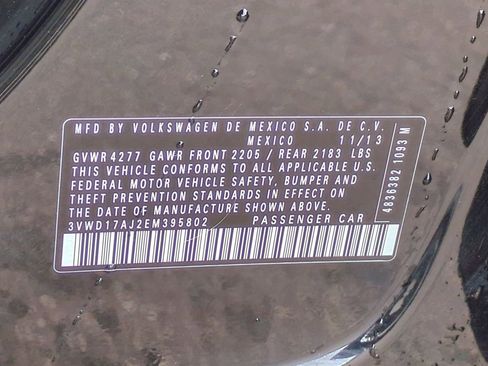 MFD BY VOLKSWAGEN DE MEXICO S.A. DE C.V.
MEXICO 11/13
GVWR 4277 GAWR FRONT 2205 / REAR 2183 LBS
THIS VEHICLE CONFORMS TO ALL APPLICABLE U.S.
FEDERAL MOTOR VEHICLE SAFETY, BUMPER AND
THEFT PREVENTION STANDARDS IN EFFECT ON
THE DATE OF MANUFACTURE SHOWN ABOVE.
3VWD17AJ2EM395802 PASSENGER CAR
4836382 1093 M